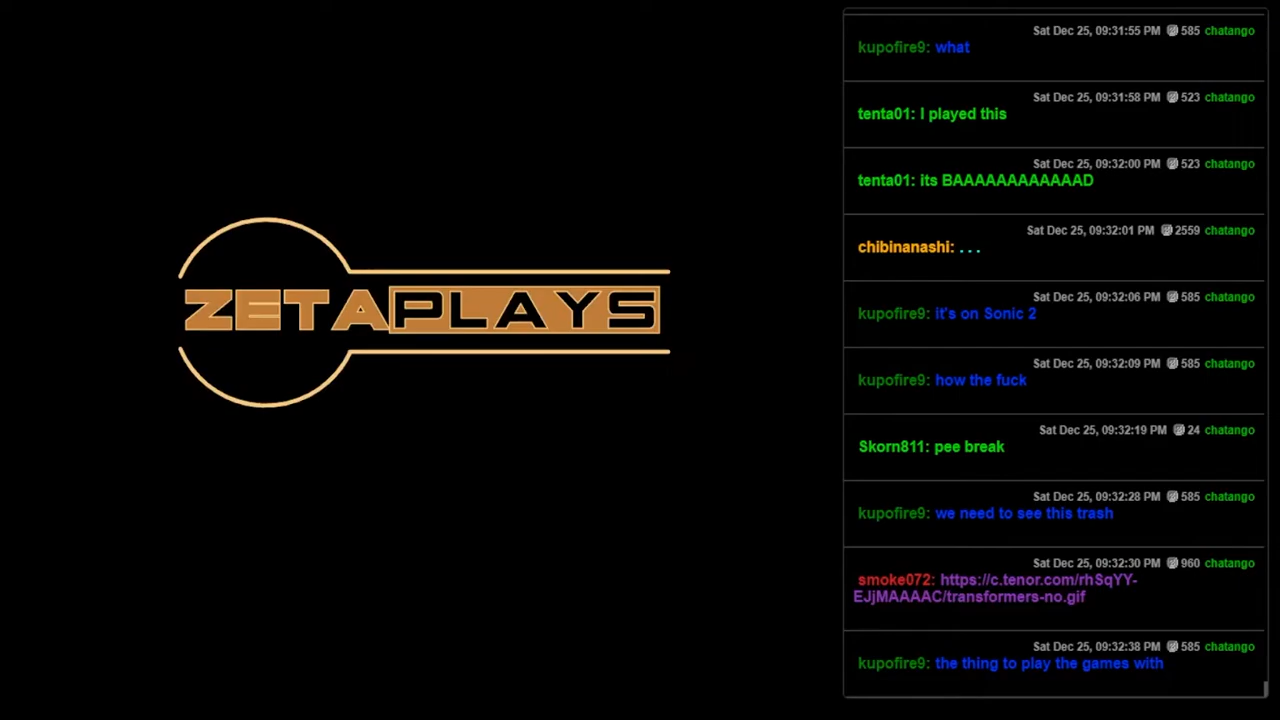 ZETAPLAYS
Sat Dec 25, 09:31:55 PM 585 chatango
kupofire9: what
Sat Dec 25, 09:31:58 PM 523 chatango
tenta01: I played this
Sat Dec 25, 09:32:00 PM 523 chatango
tenta01: its BAAAAAAAAAAAAD
Sat Dec 25, 09:32:01 PM 2559 chatango
chibinanashi: . . .
Sat Dec 25, 09:32:06 PM 585 chatango
kupofire9: it's on Sonic 2
Sat Dec 25, 09:32:09 PM 585 chatango
kupofire9: how the fuck
Sat Dec 25, 09:32:19 PM 24 chatango
Skorn811: pee break
Sat Dec 25, 09:32:28 PM 585 chatango
kupofire9: we need to see this trash
Sat Dec 25, 09:32:30 PM 960 chatango
smoke072: https://c.tenor.com/rhSqYY-
EJjMAAAAC/transformers-no.gif
Sat Dec 25, 09:32:38 PM 585 chatango
kupofire9: the thing to play the games with